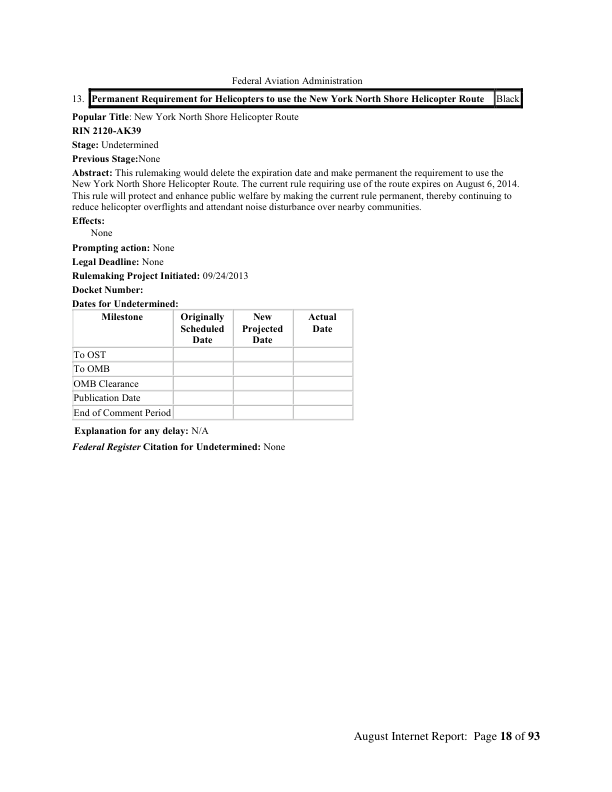 Federal Aviation Administration
13. Permanent Requirement for Helicopters to use the New York North Shore Helicopter Route Black
Popular Title: New York North Shore Helicopter Route
RIN 2120-AK39
Stage: Undetermined
Previous Stage:None
Abstract: This rulemaking would delete the expiration date and make permanent the requirement to use the
New York North Shore Helicopter Route. The current rule requiring use of the route expires on August 6, 2014.
This rule will protect and enhance public welfare by making the current rule permanent, thereby continuing to
reduce helicopter overflights and attendant noise disturbance over nearby communities.
Effects:
None
Prompting action: None
Legal Deadline: None
Rulemaking Project Initiated: 09/24/2013
Docket Number:
Dates for Undetermined:
Milestone Originally New Actual
Scheduled Projected Date
Date Date
To OST
To OMB
OMB Clearance
Publication Date
End of Comment Period
Explanation for any delay: N/A
Federal Register Citation for Undetermined: None
August Internet Report: Page 18 of 93